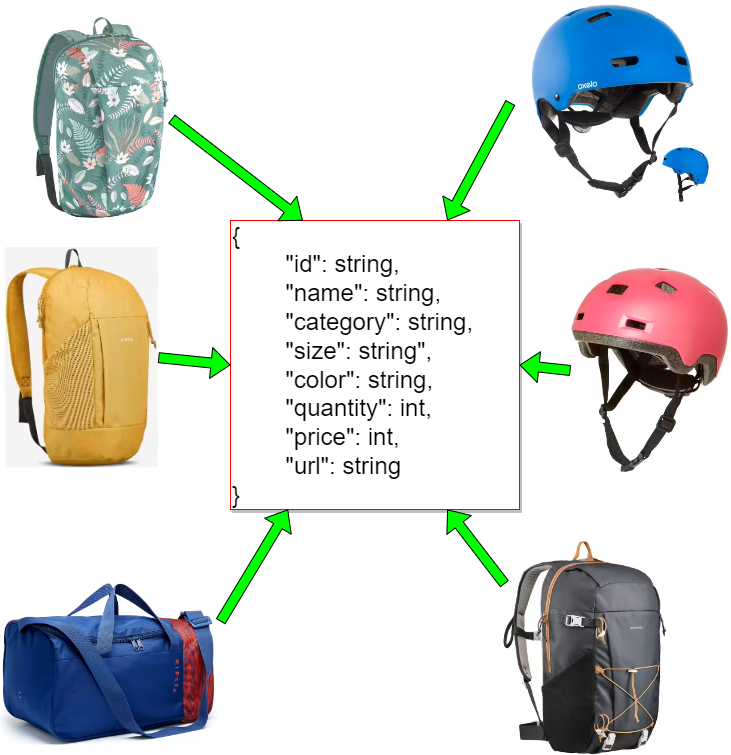 oxelo
{
"id": string,
"name": string,
"category": string,
"size": string",
"color": string,
"quantity": int,
"price": int,
"url": string
}
KIPSTA